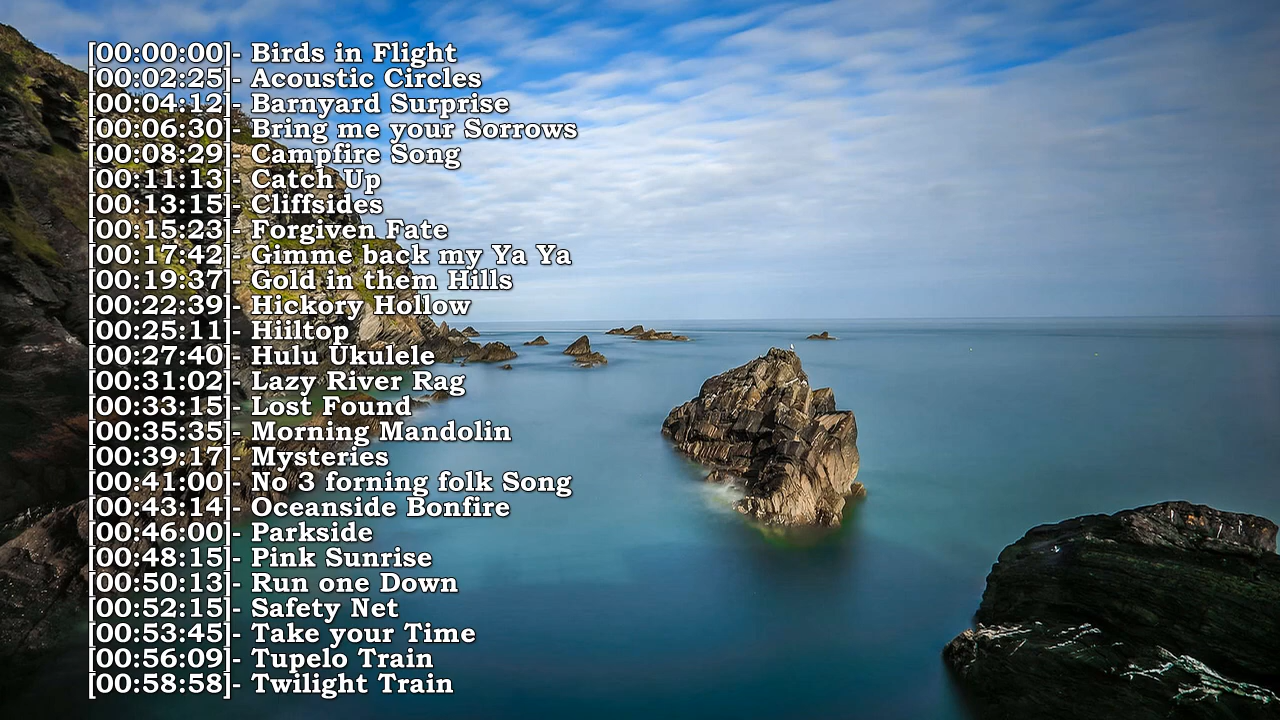 [00:00:00]- Birds in Flight
[00:02:25]- Acoustic Circles
[00:04:12]- Barnyard Surprise
[00:06:30]- Bring me your Sorrows
[00:08:29]- Campfire Song
[00:11:13]- Catch Up
[00:13:15]- Cliffsides
[00:15:23]- Forgiven Fate
[00:17:42]- Gimme back my Ya Ya
[00:19:37]- Gold in them Hills
[00:22:39]- Hickory Hollow
[00:25:11]- Hiiltop
[00:27:40]- Hulu Ukulele
[00:31:02]- Lazy River Rag
[00:33:15]- Lost Found
[00:35:35]- Morning Mandolin
[00:39:17]- Mysteries
[00:41:00]- No 3 forning folk Song
[00:43:14]- Oceanside Bonfire
[00:46:00]- Parkside
[00:48:15]- Pink Sunrise
[00:50:13]- Run one Down
[00:52:15]- Safety Net
[00:53:45]- Take your Time
[00:56:09]- Tupelo Train
[00:58:58]- Twilight Train